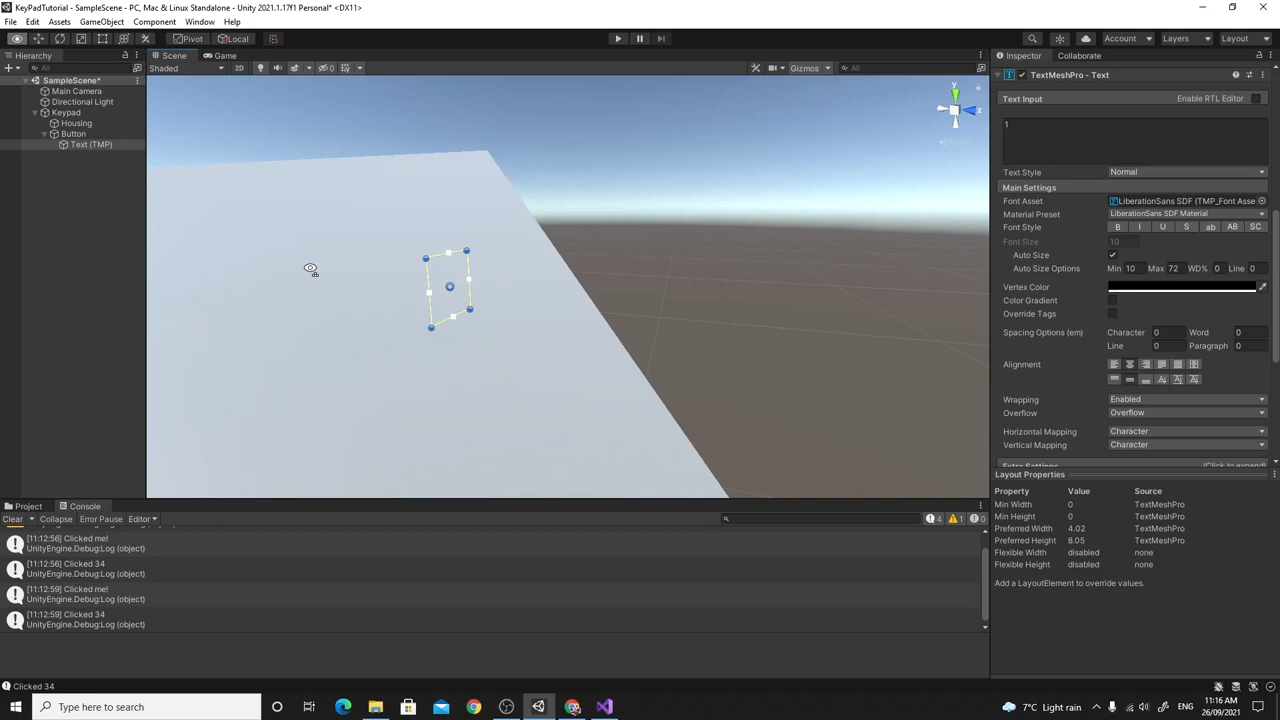 KeyPadTutorial - SampleScene - PC, Mac & Linux Standalone - Unity 2021.1.17f1 Personal* <DX11>
File Edit Assets GameObject Component Window Help
Pivot Local Account Layers Layout
Hierarchy Scene Game Inspector Collaborate
All Shaded 2D 0 Gizmos All
SampleScene*
Main Camera
Directional Light
Keypad
Housing
Button
Text (TMP)
y
z
TextMeshPro - Text
Text Input Enable RTL Editor
1
Text Style Normal
Main Settings
Font Asset LiberationSans SDF (TMP_Font Asse
Material Preset LiberationSans SDF Material
Font Style B I U S ab AB SC
Font Size 10
Auto Size
Auto Size Options Min 10 Max 72 WD% 0 Line 0
Vertex Color
Color Gradient
Override Tags
Spacing Options (em) Character 0 Word 0
Line 0 Paragraph 0
Alignment
Wrapping Enabled
Overflow Overflow
Horizontal Mapping Character
Vertical Mapping Character
Extra Settings (Click to expand)
Layout Properties
Property Value Source
Min Width 0 TextMeshPro
Min Height 0 TextMeshPro
Preferred Width 4.02 TextMeshPro
Preferred Height 8.05 TextMeshPro
Flexible Width disabled none
Flexible Height disabled none
Add a LayoutElement to override values.
Project Console
Clear Collapse Error Pause Editor 4 1 0
[11:12:56] Clicked me!
UnityEngine.Debug:Log (object)
[11:12:56] Clicked 34
UnityEngine.Debug:Log (object)
[11:12:59] Clicked me!
UnityEngine.Debug:Log (object)
[11:12:59] Clicked 34
UnityEngine.Debug:Log (object)
Clicked 34
Type here to search
7°C Light rain
11:16 AM
26/09/2021